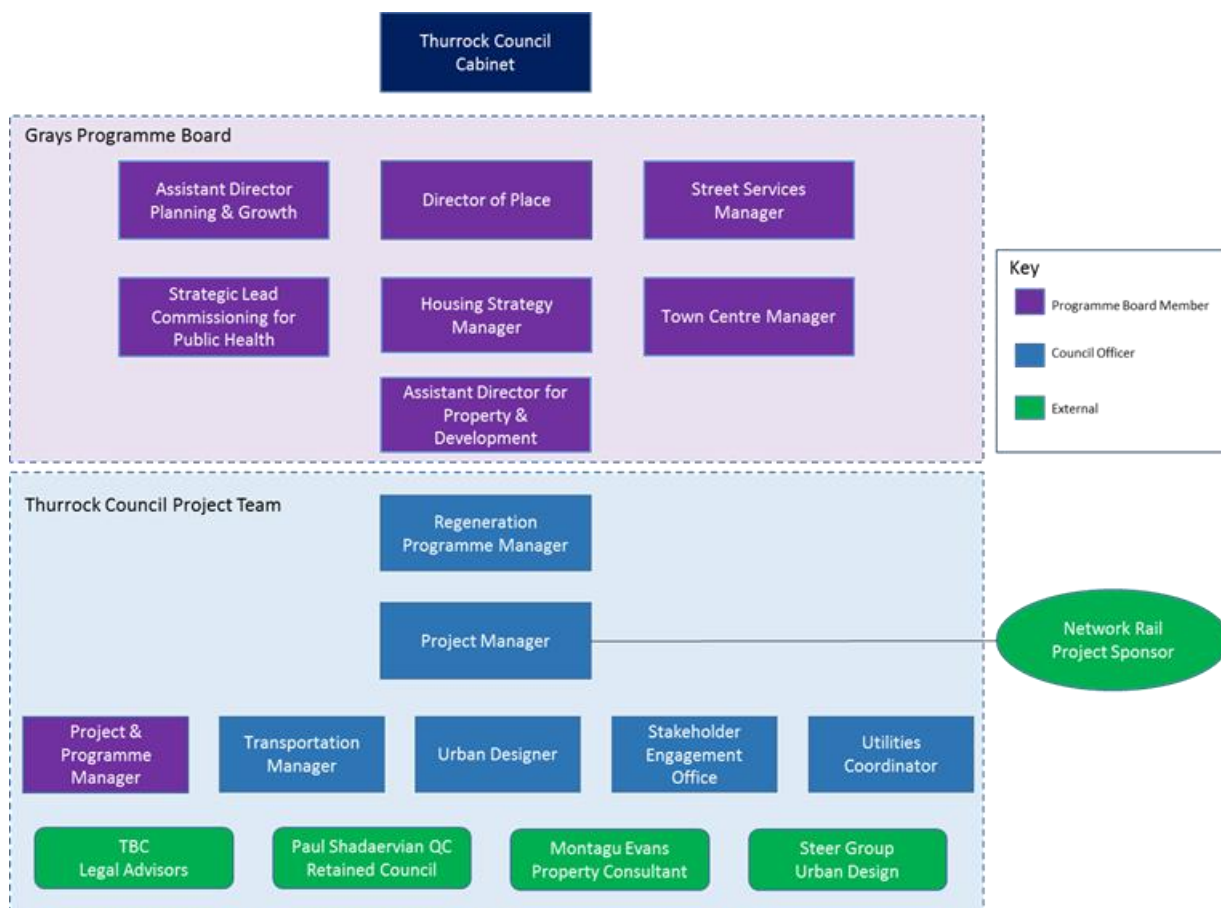 Thurrock Council
Cabinet
Grays Programme Board
Assistant Director
Planning & Growth
Director of Place
Street Services
Manager
Strategic Lead
Commissioning for
Public Health
Housing Strategy
Manager
Town Centre Manager
Assistant Director for
Property &
Development
Key
Programme Board Member
Council Officer
External
Thurrock Council Project Team
Regeneration
Programme Manager
Project Manager
Network Rail
Project Sponsor
Project &
Programme
Manager
Transportation
Manager
Urban Designer
Stakeholder
Engagement
Office
Utilities
Coordinator
TBC
Legal Advisors
Paul Shadaervian QC
Retained Council
Montagu Evans
Property Consultant
Steer Group
Urban Design